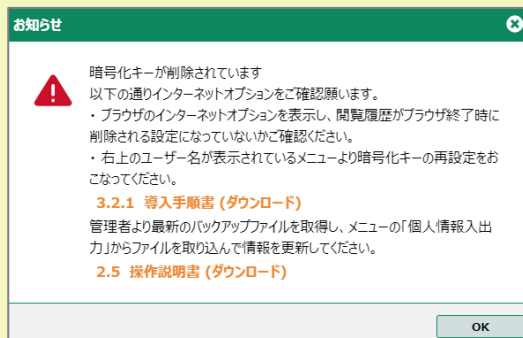 お知らせ
暗号化キーが削除されています
以下の通りインターネットオプションをご確認願います。
・ブラウザのインターネットオプションを表示し、閲覧履歴がブラウザ終了時に
削除される設定になっていないかご確認ください。
・右上のユーザー名が表示されているメニューより暗号化キーの再設定をお
こなってください。
3.2.1 導入手順書 (ダウンロード)
管理者より最新のバックアップファイルを取得し、メニューの「個人情報入出
力」からファイルを取り込んで情報を更新してください。
2.5 操作説明書 (ダウンロード)
OK